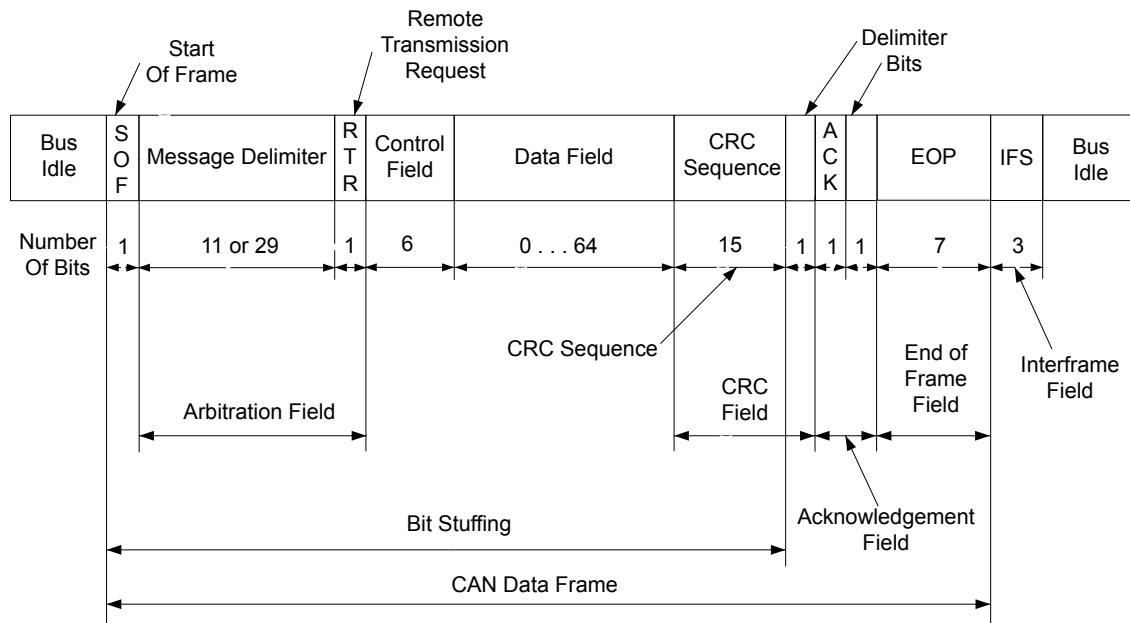 Start
Of Frame
Remote
Transmission
Request
Delimiter
Bits
Bus
Idle
S
O
F
Message Delimiter
R
T
R
Control
Field
Data Field
CRC
Sequence
A
C
K
EOP
IFS
Bus
Idle
Number
Of Bits
1
11 or 29
1
6
0 . . . 64
15
1
1
1
7
3
CRC Sequence
Arbitration Field
CRC
Field
End of
Frame
Field
Interframe
Field
Acknowledgement
Field
Bit Stuffing
CAN Data Frame